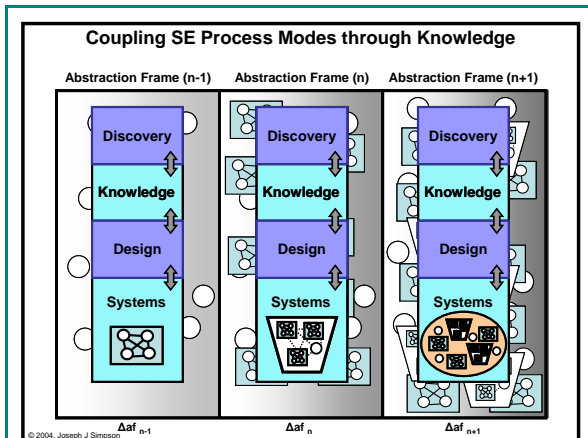 Coupling SE Process Modes through Knowledge
Abstraction Frame (n-1)
Abstraction Frame (n)
Abstraction Frame (n+1)
Discovery
Knowledge
Design
Systems
Discovery
Knowledge
Design
Systems
Discovery
Knowledge
Design
Systems
Δaf n-1
Δaf n
Δaf n+1
© 2004, Joseph J Simpson